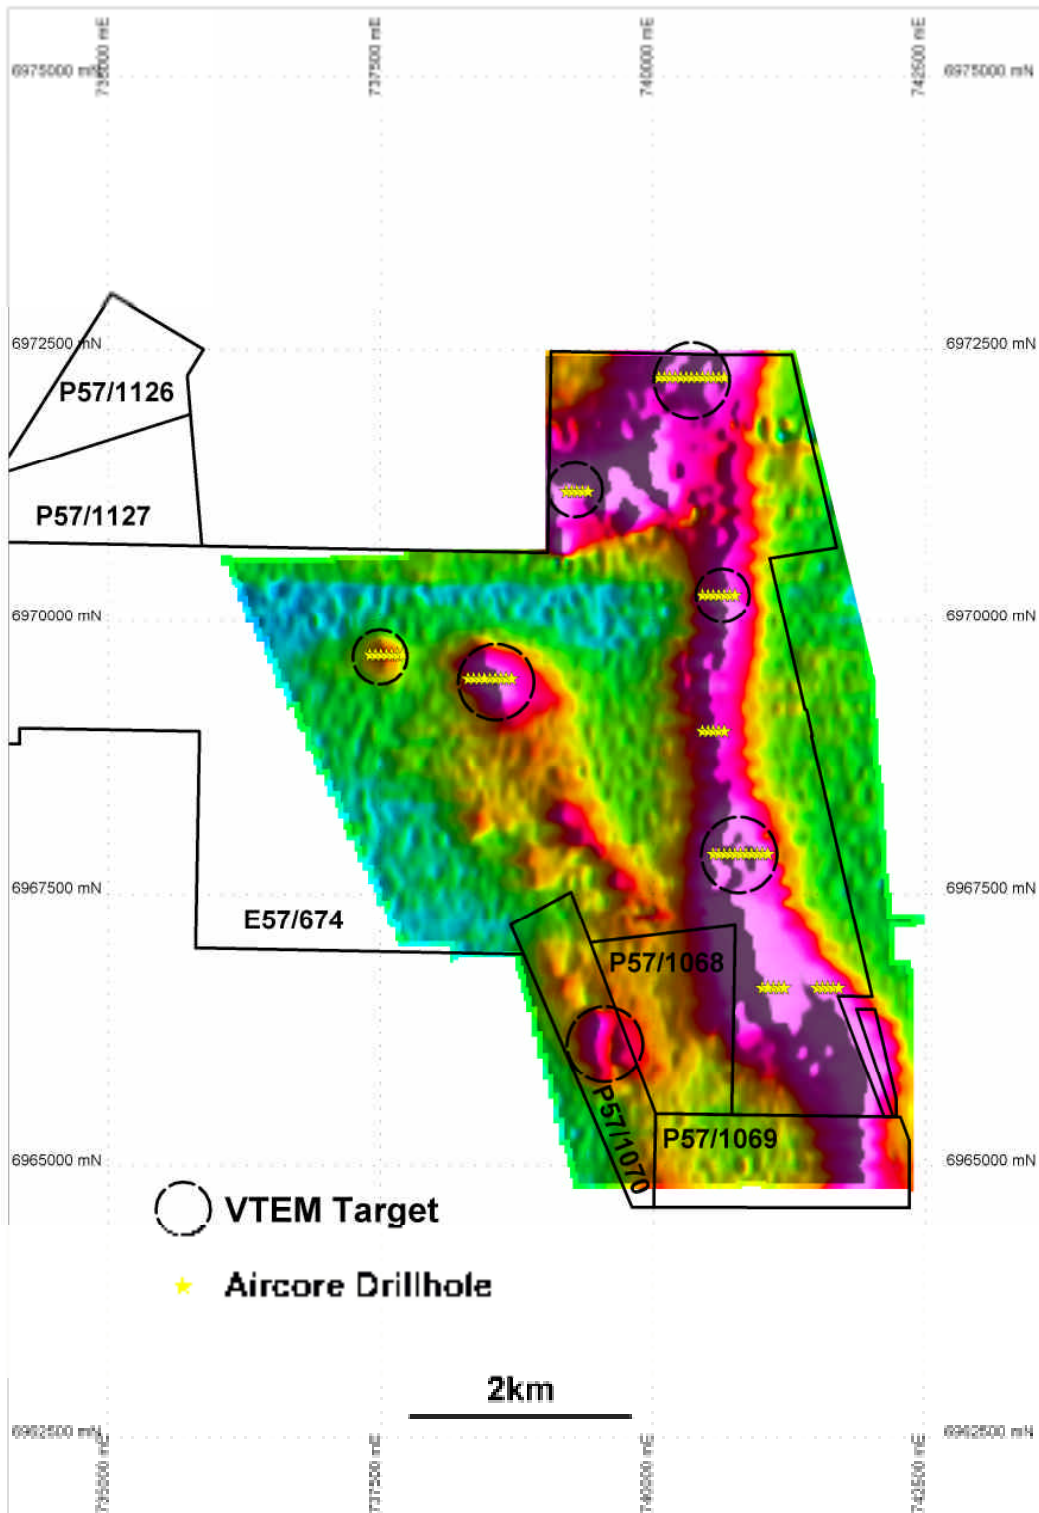 735000 mE
737500 mE
740000 mE
742500 mE
6975000 mN
6975000 mN
6972500 mN
6972500 mN
P57/1126
P57/1127
6970000 mN
6970000 mN
6967500 mN
6967500 mN
E57/674
P57/1068
P57/1070
P57/1069
6965000 mN
6965000 mN
VTEM Target
Aircore Drillhole
2km
6962500 mN
6962500 mN
735000 mE
737500 mE
740000 mE
742500 mE